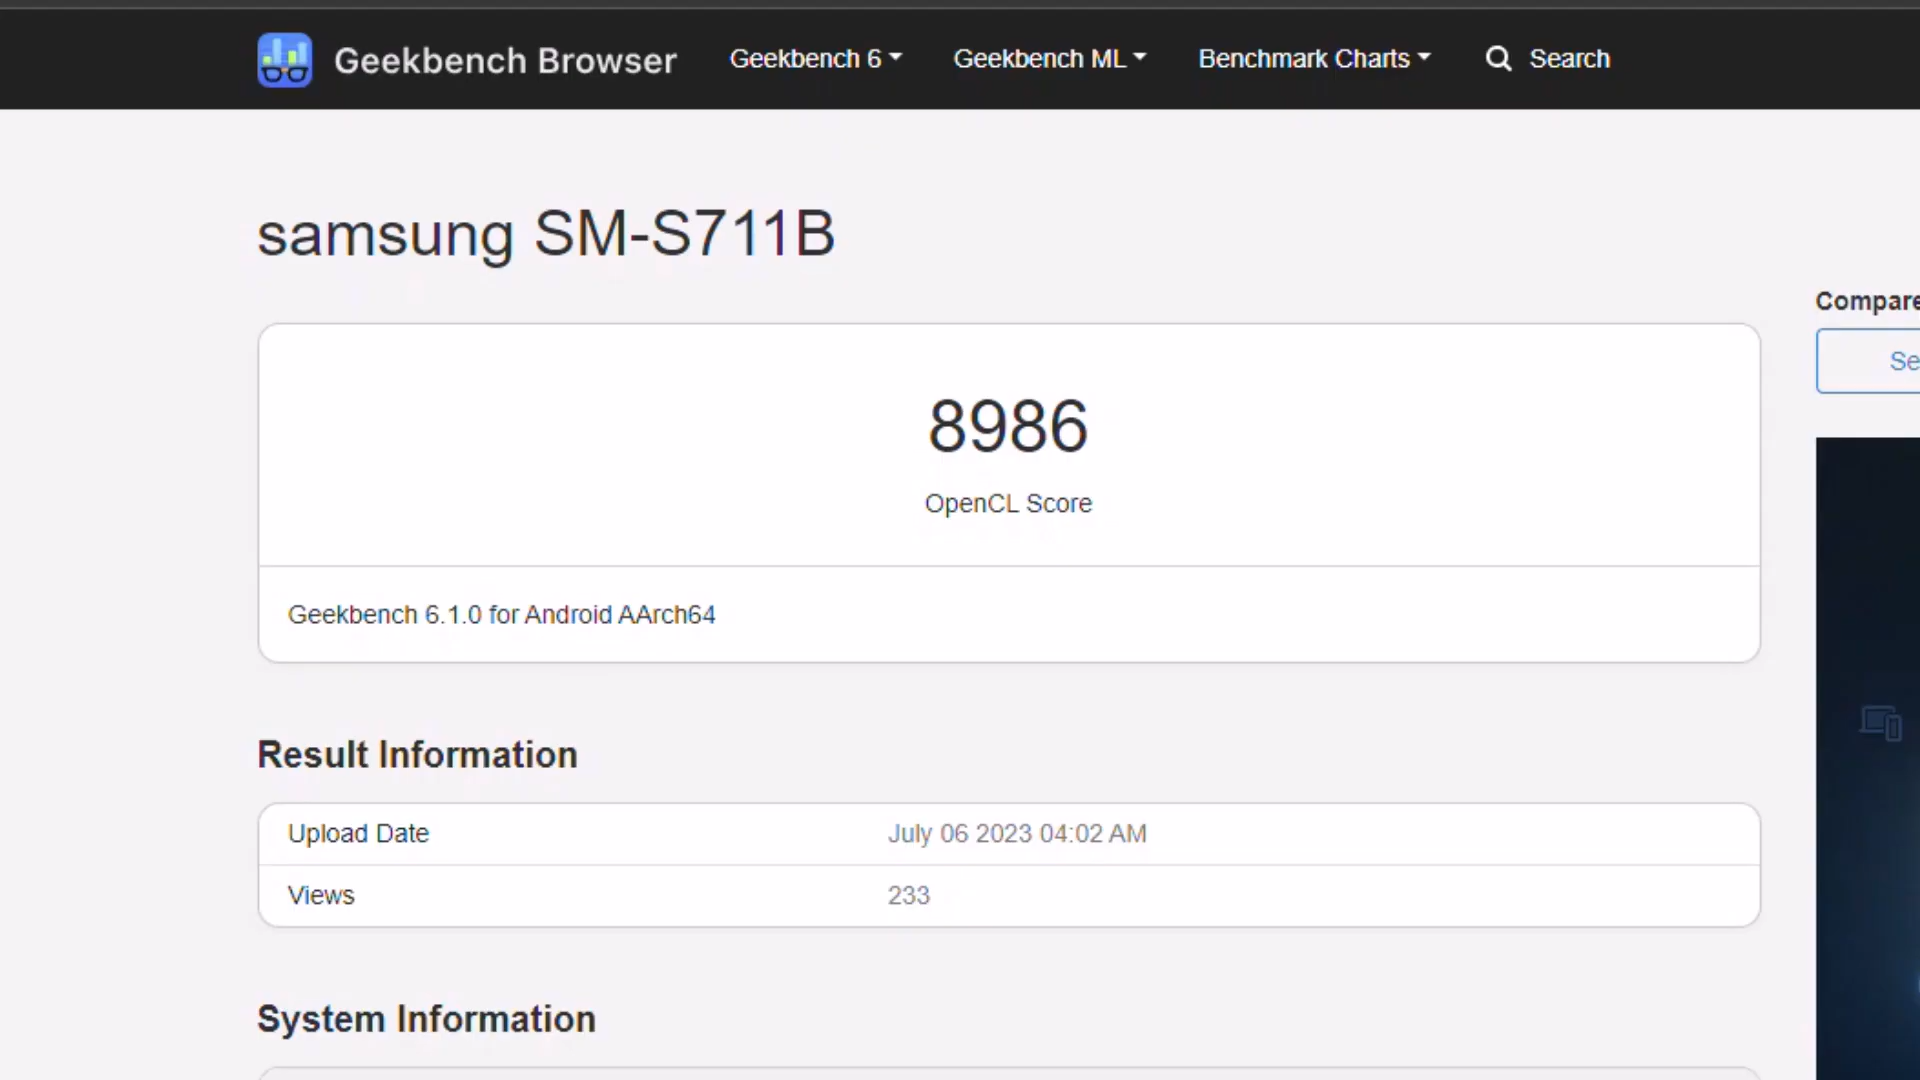 Geekbench Browser
Geekbench 6
Geekbench ML
Benchmark Charts
Search
samsung SM-S711B
Compare
Se
8986
OpenCL Score
Geekbench 6.1.0 for Android AArch64
Result Information
Upload Date July 06 2023 04:02 AM
Views 233
System Information